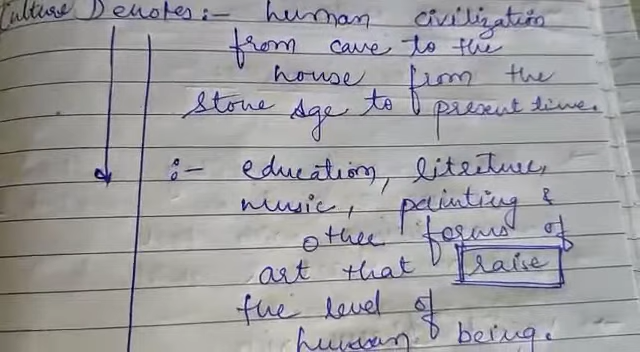 Culture Denotes:- human civilization
from cave to the
house from the
stone age to present time.
:- education, litreture,
music, painting &
other forms of
art that raise
the level of
human being.